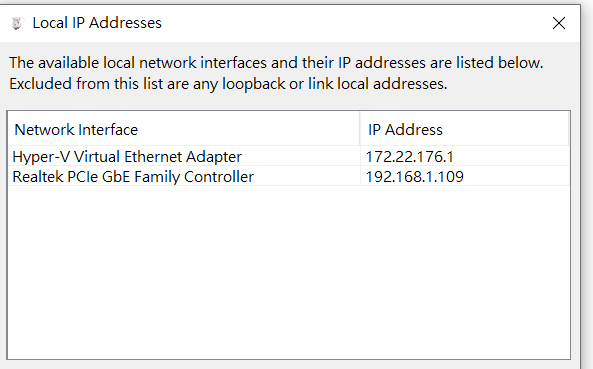 Local IP Addresses
The available local network interfaces and their IP addresses are listed below.
Excluded from this list are any loopback or link local addresses.
Network Interface IP Address
Hyper-V Virtual Ethernet Adapter 172.22.176.1
Realtek PCIe GbE Family Controller 192.168.1.109